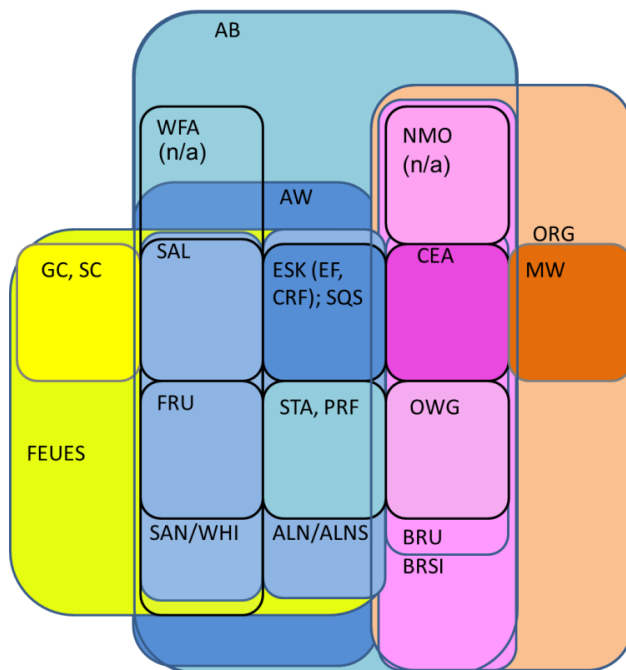 AB
WFA
(n/a)
NMO
(n/a)
AW
ORG
GC, SC
SAL
ESK (EF,
CRF); SQS
CEA
MW
FRU
STA, PRF
OWG
FEUES
SAN/WHI
ALN/ALNS
BRU
BRSI